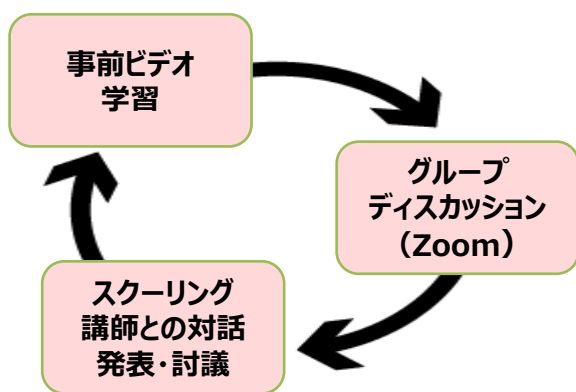 事前ビデオ
学習
グループ
ディスカッション
（Zoom）
スクーリング
講師との対話
発表・討議